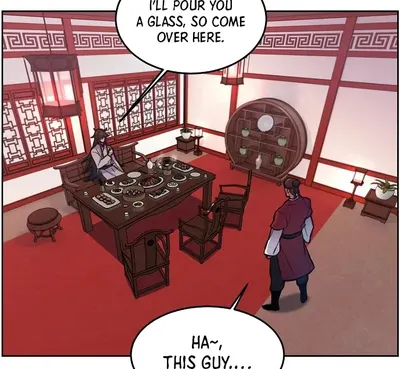 I'LL POUR YOU
A GLASS, SO COME
OVER HERE.
HA~,
THIS GUY....